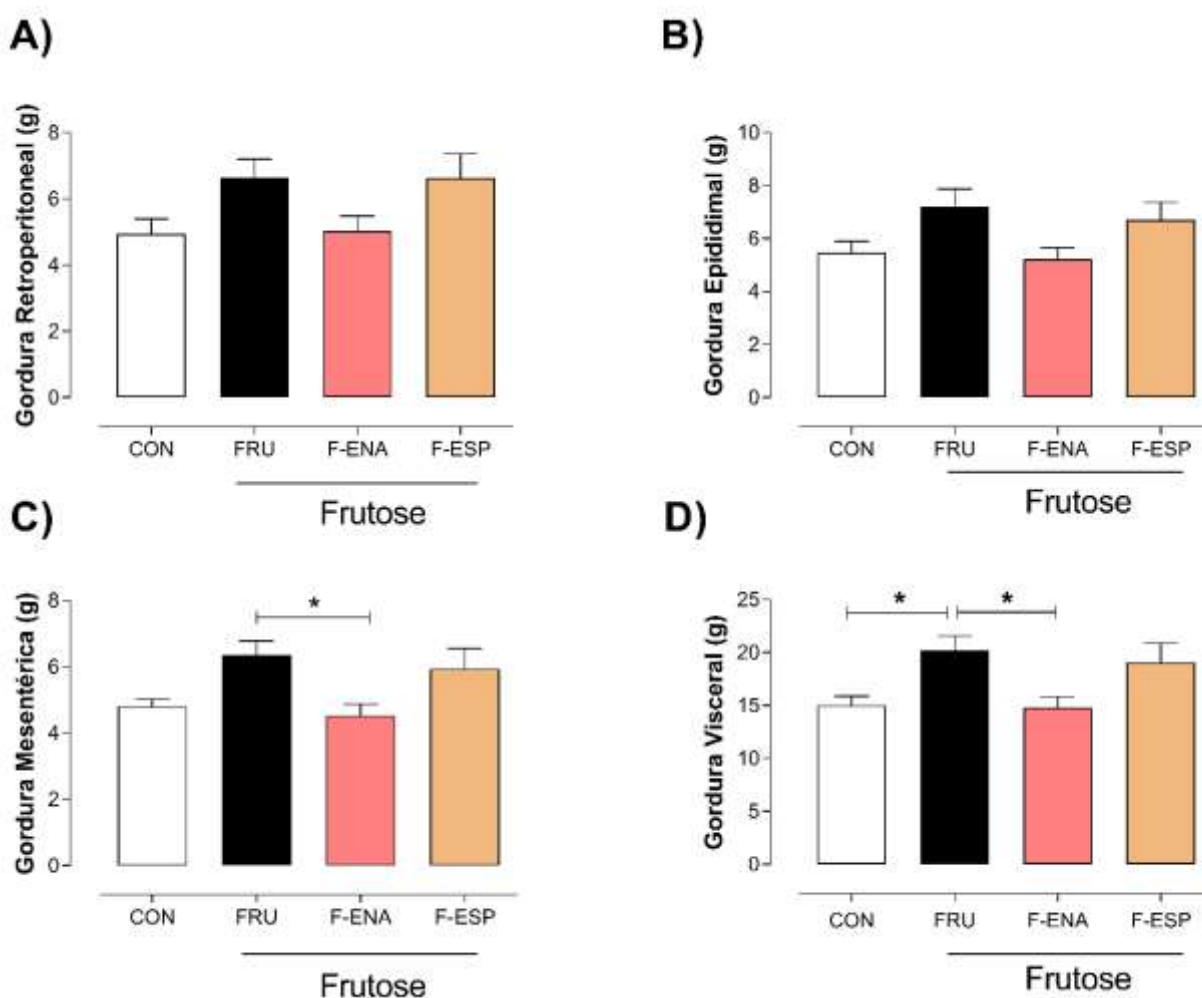 A)
Gordura Retroperitoneal (g)
8
6
4
2
0
CON FRU F-ENA F-ESP
Frutose
B)
Gordura Epididimal (g)
10
8
6
4
2
0
CON FRU F-ENA F-ESP
Frutose
C)
Gordura Mesentérica (g)
8
6
4
2
0
*
CON FRU F-ENA F-ESP
Frutose
D)
Gordura Visceral (g)
25
20
15
10
5
0
* *
CON FRU F-ENA F-ESP
Frutose